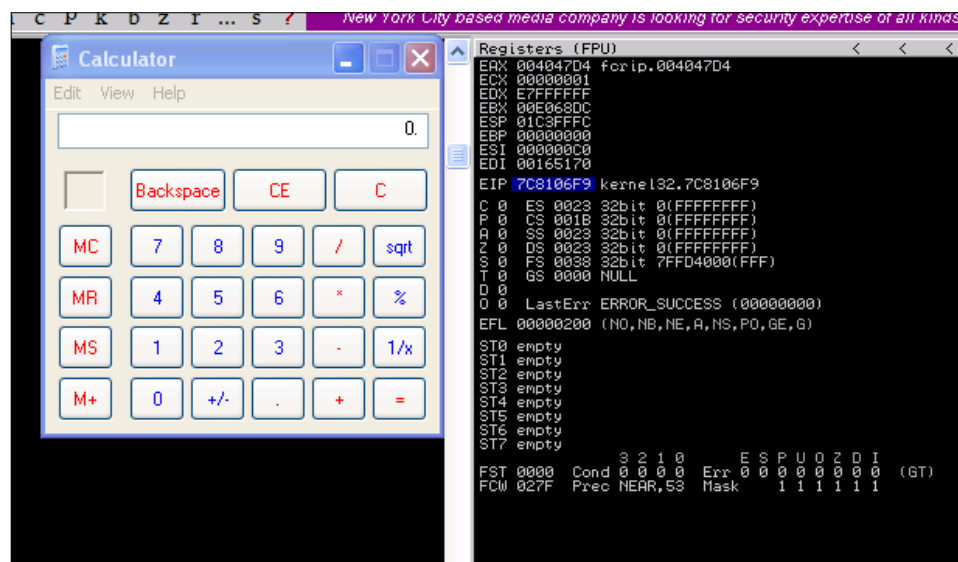 l c P k b z r ... s ?
New York City based media company is looking for security expertise of all kinds
Calculator
Edit View Help
0.
Backspace CE C
MC 7 8 9 / sqrt
MR 4 5 6 * %
MS 1 2 3 - 1/x
M+ 0 +/- . + =
Registers (FPU) < < <
EAX 004047D4 fcrip.004047D4
ECX 00000001
EDX E7FFFFFF
EBX 00E068DC
ESP 01C3FFFC
EBP 00000000
ESI 000000C0
EDI 00165170
EIP 7C8106F9 kernel32.7C8106F9
C 0 ES 0023 32bit 0(FFFFFFFF)
P 0 CS 001B 32bit 0(FFFFFFFF)
A 0 SS 0023 32bit 0(FFFFFFFF)
Z 0 DS 0023 32bit 0(FFFFFFFF)
S 0 FS 0038 32bit 7FFD4000(FFF)
T 0 GS 0000 NULL
D 0
O 0 LastErr ERROR_SUCCESS (00000000)
EFL 00000200 (NO,NB,NE,A,NS,PO,GE,G)
ST0 empty
ST1 empty
ST2 empty
ST3 empty
ST4 empty
ST5 empty
ST6 empty
ST7 empty
3 2 1 0 E S P U O Z D I
FST 0000 Cond 0 0 0 0 Err 0 0 0 0 0 0 0 0 (GT)
FCW 027F Prec NEAR,53 Mask 1 1 1 1 1 1